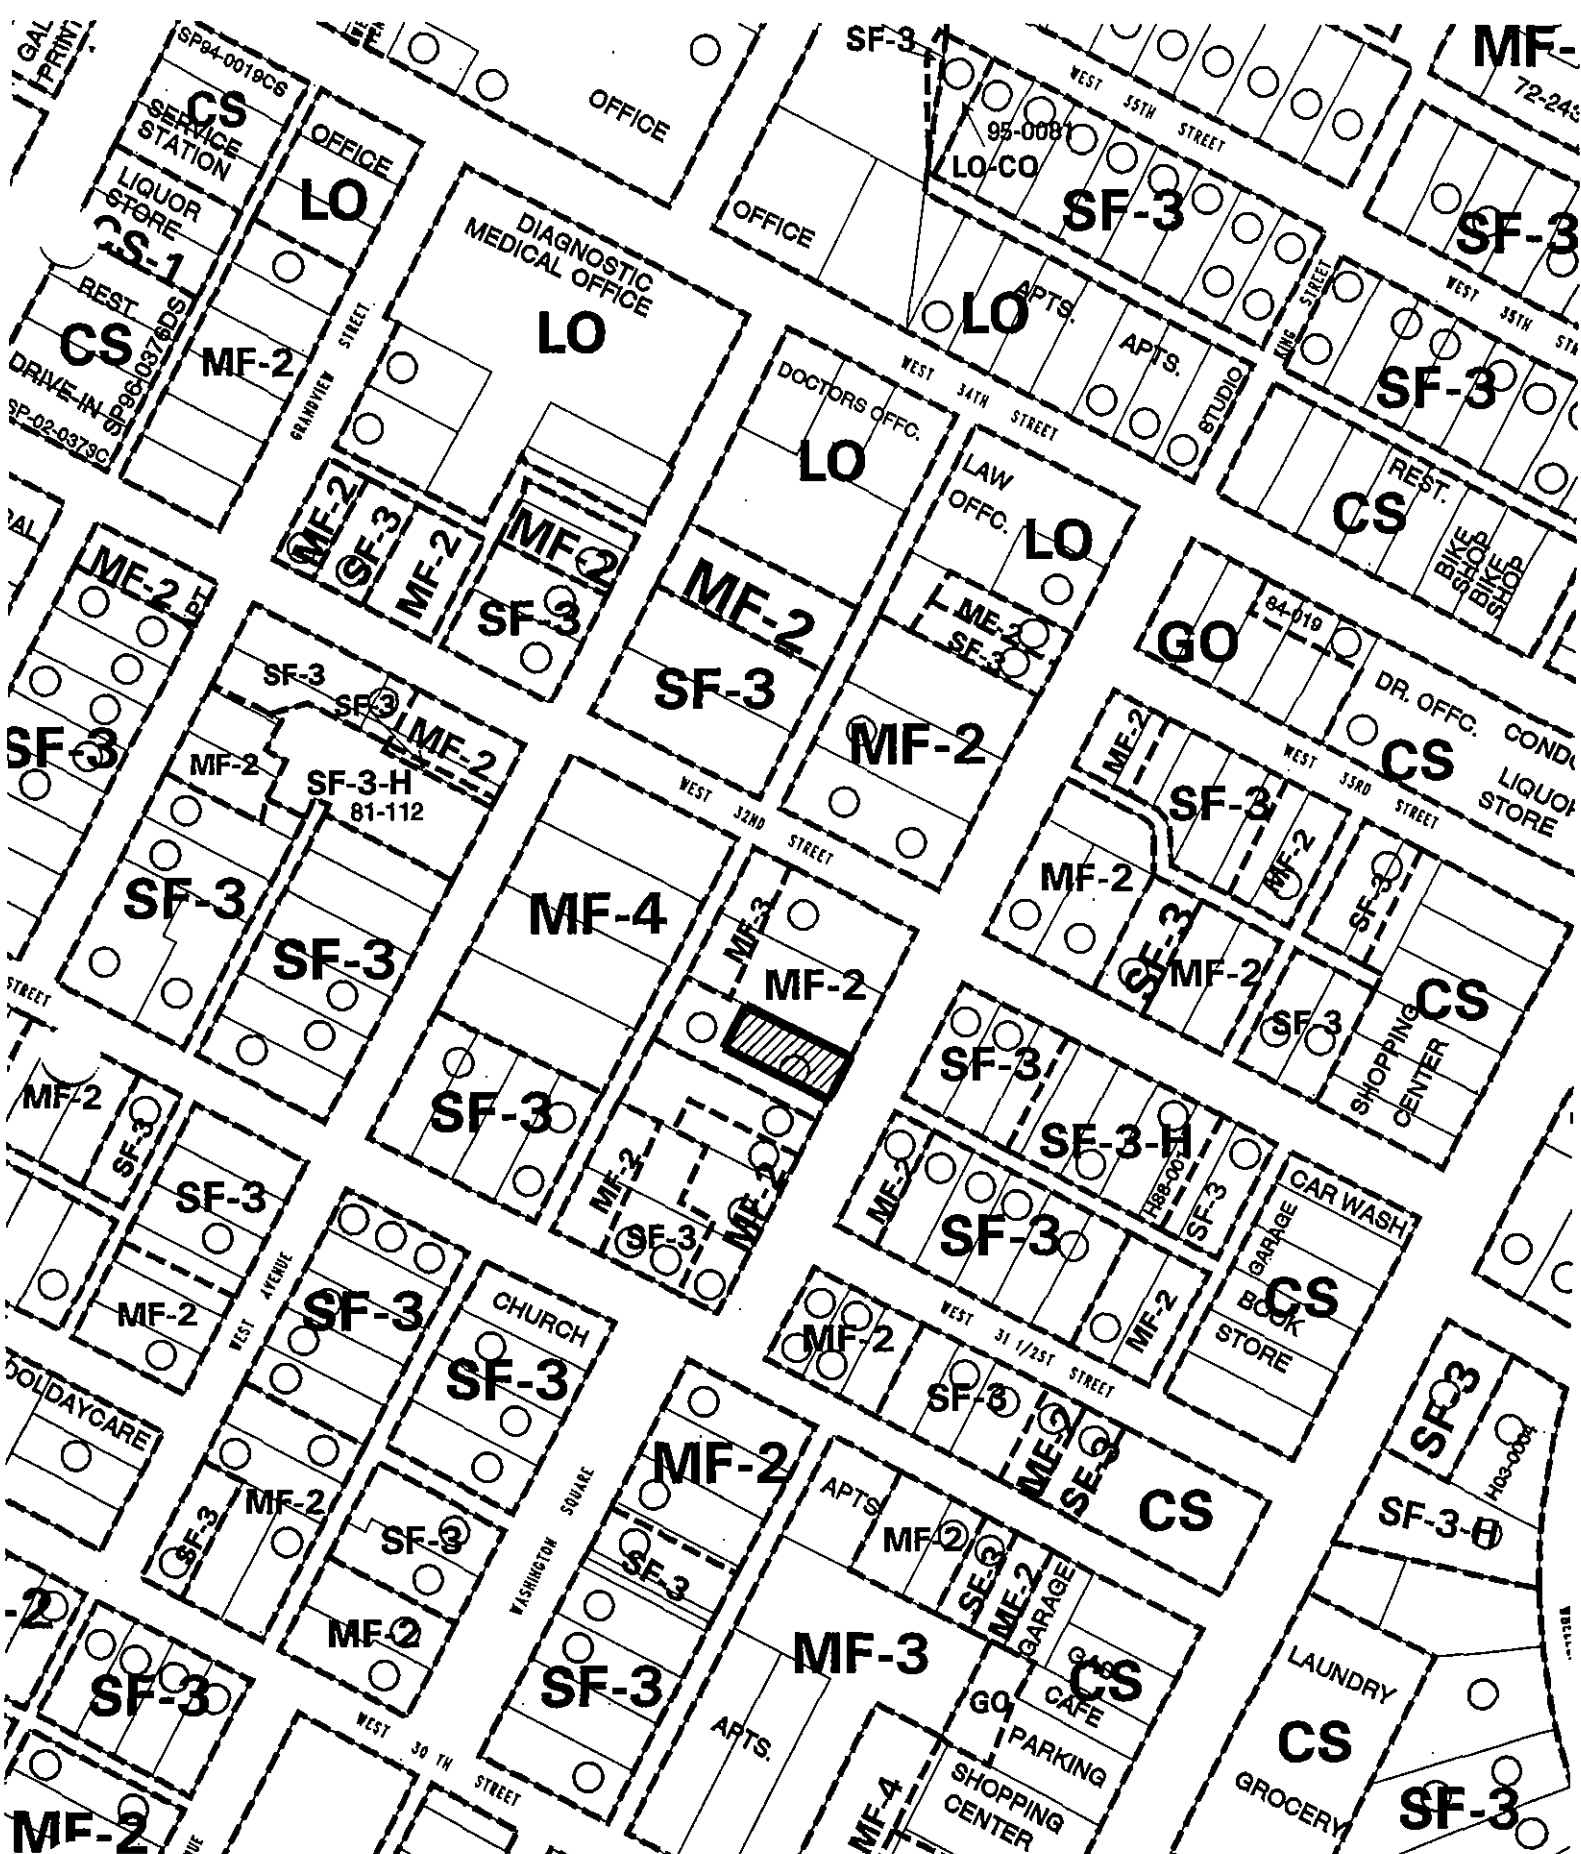 GAL
PRINT
SP94-0019CS
CS
SERVICE
STATION
OFFICE
LO
LIQUOR
STORE
CS-1
REST.
CS
DRIVE-IN
SP96-0376DS
SP-02-0373C
MF-2
GRANDVIEW STREET
OFFICE
DIAGNOSTIC
MEDICAL OFFICE
LO
SF-3
OFFICE
95-0081
LO-CO
SF-3
WEST 35TH STREET
MF-
72-243
SF-3
WEST 35TH
KING STREET
SF-3
LO
APTS.
APTS.
STUDIO
WEST 34TH STREET
DOCTORS OFFC.
LO
LAW
OFFC.
LO
CS
REST.
BIKE
SHOP
BIKE
SHOP
GO
84-019
DR. OFFC.
CS
LIQUOR
STORE
WEST 33RD STREET
MF-2
SF-3
MF-2
MF-2
SF-3
MF-2
SF-3
MF-2
SF-3
MF-2
MF-2
SF-3
MF-2
APT.
SF-3
SF-3
SF-3
MF-2
MF-2
SF-3-H
81-112
SF-3
SF-3
WEST 32ND STREET
MF-4
MF-3
MF-2
MF-2
SF-3
MF-2
MF-2
SF-3
MF-2
SF-3
SF-3
CS
SHOPPING
CENTER
SF-3
SF-3-H
H88-001
SF-3
SF-3
MF-2
SF-3
MF-2
MF-2
SF-3
MF-2
STREET
MF-2
SF-3
SF-3
MF-2
WEST AVENUE
SF-3
CHURCH
SF-3
CAR WASH
GARAGE
CS
BOOK
STORE
WEST 31 1/2ST STREET
MF-2
SF-3
MF-2
SF-3
CS
SF-3
H03-0004
SF-3-H
DAYCARE
SF-3
MF-2
SF-3
MF-2
WASHINGTON SQUARE
MF-2
SF-3
SF-3
APTS.
MF-2
SF-3
MF-2
GARAGE
MF-3
CS
GO
CAFE
PARKING
SHOPPING
CENTER
MF-4
APTS.
LAUNDRY
CS
GROCERY
SF-3
-2
SF-3
MF-2
WEST 30 TH STREET